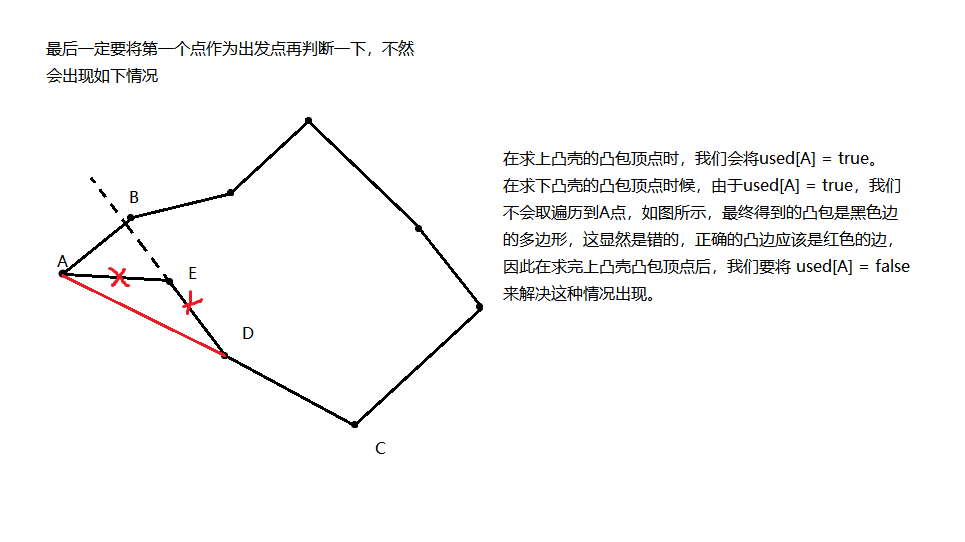 最后一定要将第一个点作为出发点再判断一下，不然
会出现如下情况
在求上凸壳的凸包顶点时，我们会将used[A] = true。
在求下凸壳的凸包顶点时候，由于used[A] = true，我们
不会取遍历到A点，如图所示，最终得到的凸包是黑色边
的多边形，这显然是错的，正确的凸边应该是红色的边，
因此在求完上凸壳凸包顶点后，我们要将 used[A] = false
来解决这种情况出现。
B
A
E
D
C